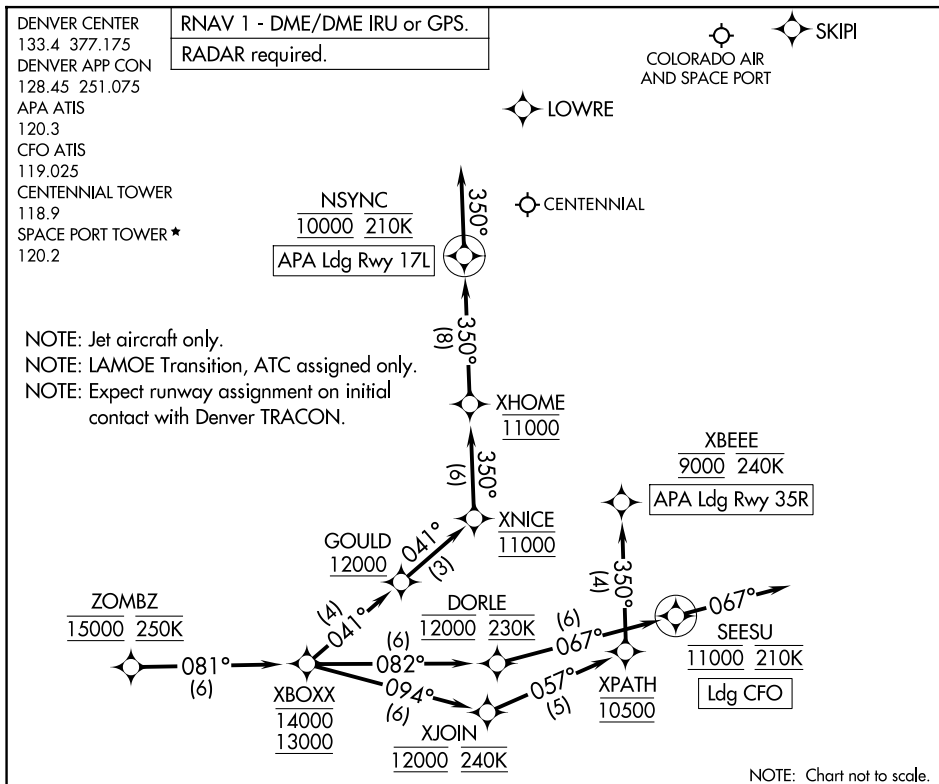 DENVER CENTER
133.4 377.175
DENVER APP CON
128.45 251.075
APA ATIS
120.3
CFO ATIS
119.025
CENTENNIAL TOWER
118.9
SPACE PORT TOWER★
120.2
RNAV 1 - DME/DME IRU or GPS.
RADAR required.
COLORADO AIR
AND SPACE PORT
SKIPI
LOWRE
CENTENNIAL
350°
NSYNC
10000 210K
APA Ldg Rwy 17L
350°
(8)
NOTE: Jet aircraft only.
NOTE: LAMOE Transition, ATC assigned only.
NOTE: Expect runway assignment on initial
contact with Denver TRACON.
XHOME
11000
350°
(6)
XNICE
11000
XBEEE
9000 240K
APA Ldg Rwy 35R
350°
(4)
GOULD
12000
041°
(3)
(4)
041°
ZOMBZ
15000 250K
081°
(6)
XBOXX
14000
13000
(6)
082°
DORLE
12000 230K
(6)
067°
067°
SEESU
11000 210K
Ldg CFO
094°
(6)
XJOIN
12000 240K
057°
(5)
XPATH
10500
NOTE: Chart not to scale.